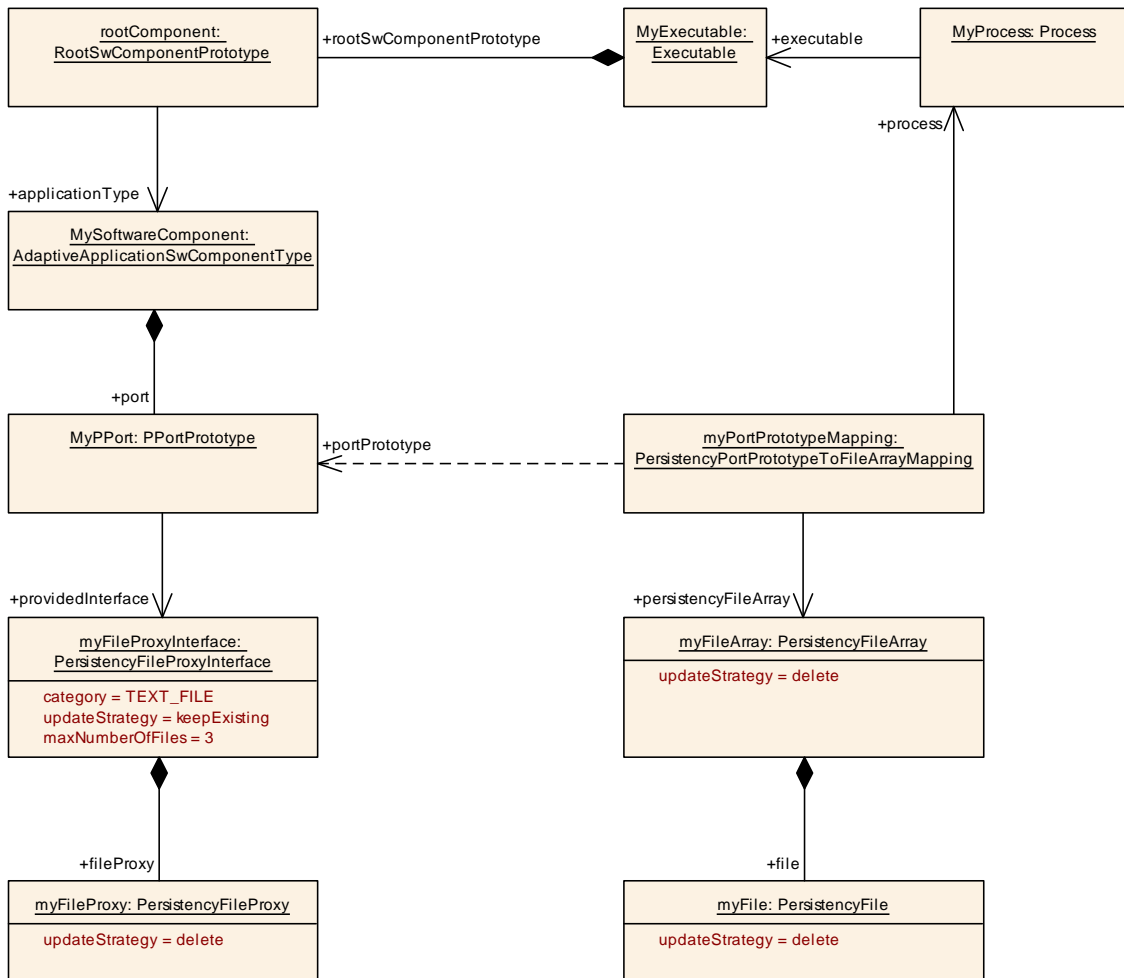 rootComponent:
RootSwComponentPrototype
+rootSwComponentPrototype
MyExecutable:
Executable
+executable
MyProcess: Process
+process
+applicationType
MySoftwareComponent:
AdaptiveApplicationSwComponentType
+port
MyPPort: PPortPrototype
+portPrototype
myPortPrototypeMapping:
PersistencyPortPrototypeToFileArrayMapping
+providedInterface
+persistencyFileArray
myFileProxyInterface:
PersistencyFileProxyInterface
category = TEXT_FILE
updateStrategy = keepExisting
maxNumberOfFiles = 3
myFileArray: PersistencyFileArray
updateStrategy = delete
+fileProxy
+file
myFileProxy: PersistencyFileProxy
updateStrategy = delete
myFile: PersistencyFile
updateStrategy = delete